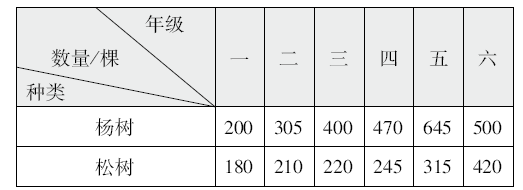 年级
数量/棵
种类
一 二 三 四 五 六
杨树 200 305 400 470 645 500
松树 180 210 220 245 315 420